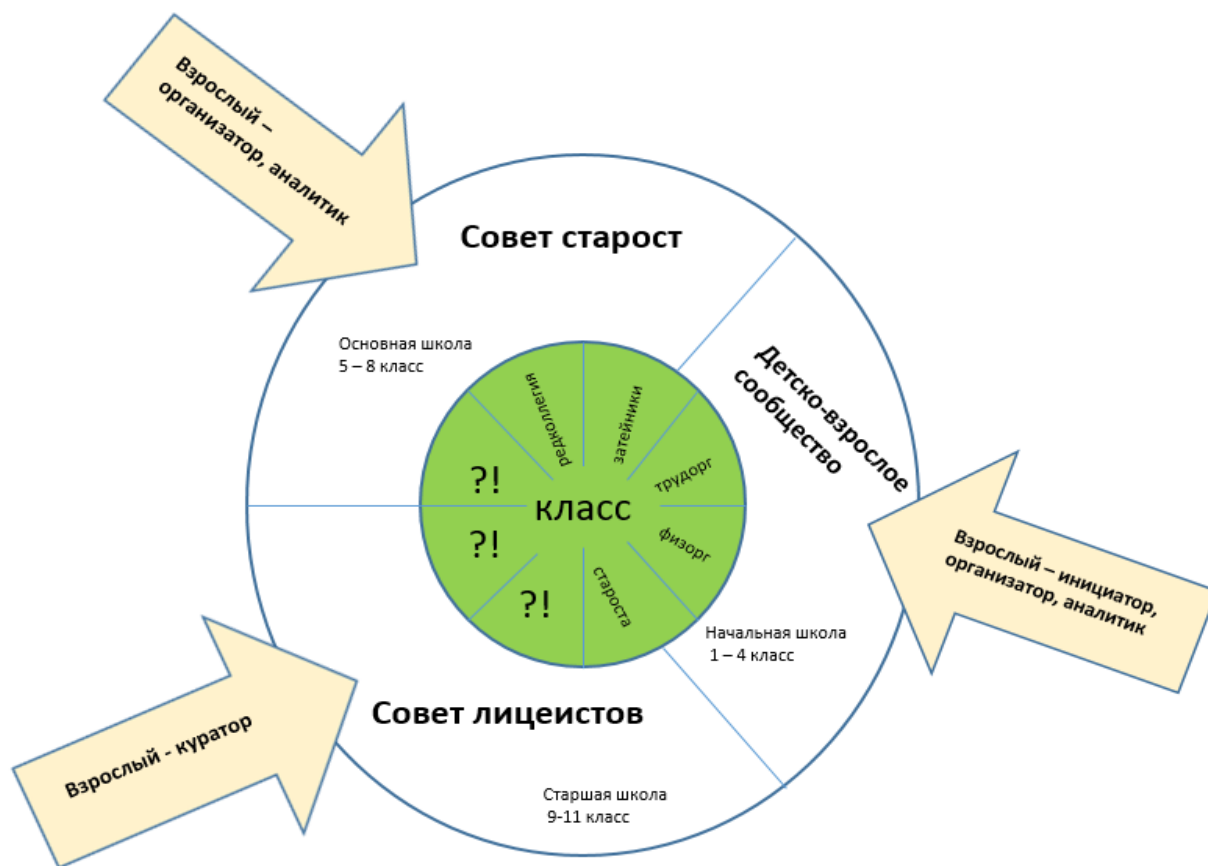 Взрослый –
организатор, аналитик
Совет старост
Основная школа
5 – 8 класс
Детско-взрослое
сообщество
редколлегия
затейники
трудорг
?!
класс
?!
физорг
?!
староста
Взрослый – инициатор,
организатор, аналитик
Начальная школа
1 – 4 класс
Совет лицеистов
Взрослый - куратор
Старшая школа
9-11 класс